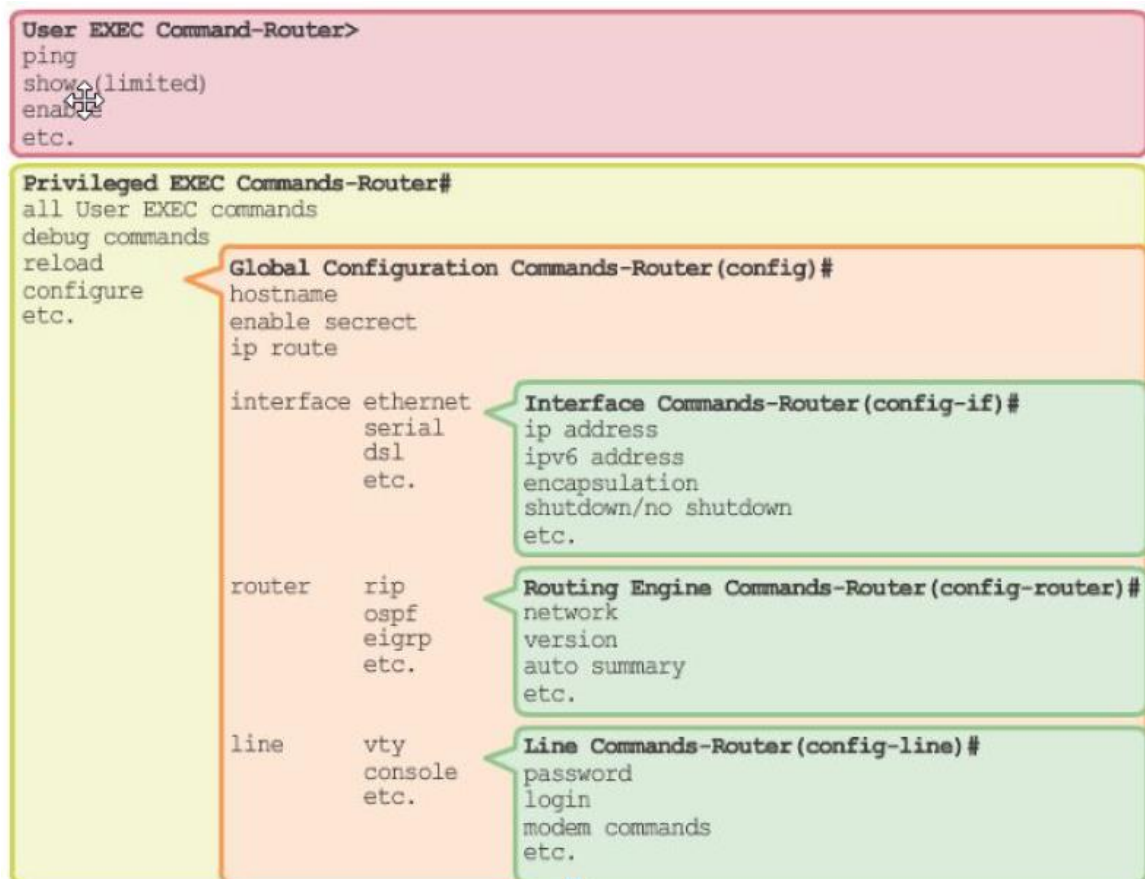 User EXEC Command-Router>
ping
show (limited)
enable
etc.
Privileged EXEC Commands-Router#
all User EXEC commands
debug commands
reload
configure
etc.
Global Configuration Commands-Router(config)#
hostname
enable secrect
ip route
interface ethernet
serial
dsl
etc.
Interface Commands-Router(config-if)#
ip address
ipv6 address
encapsulation
shutdown/no shutdown
etc.
router rip
ospf
eigrp
etc.
Routing Engine Commands-Router(config-router)#
network
version
auto summary
etc.
line vty
console
etc.
Line Commands-Router(config-line)#
password
login
modem commands
etc.